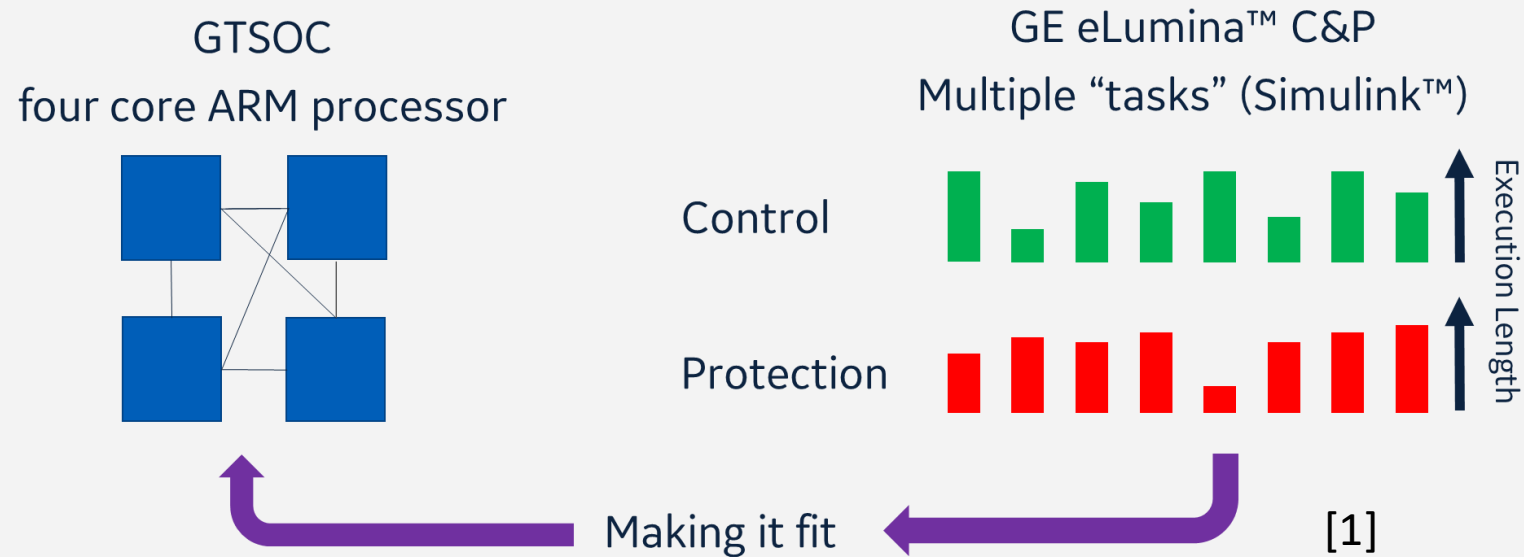 GTSOC
four core ARM processor
GE eLumina™ C&P
Multiple “tasks” (Simulink™)
Control
Protection
Execution Length
Making it fit
[1]